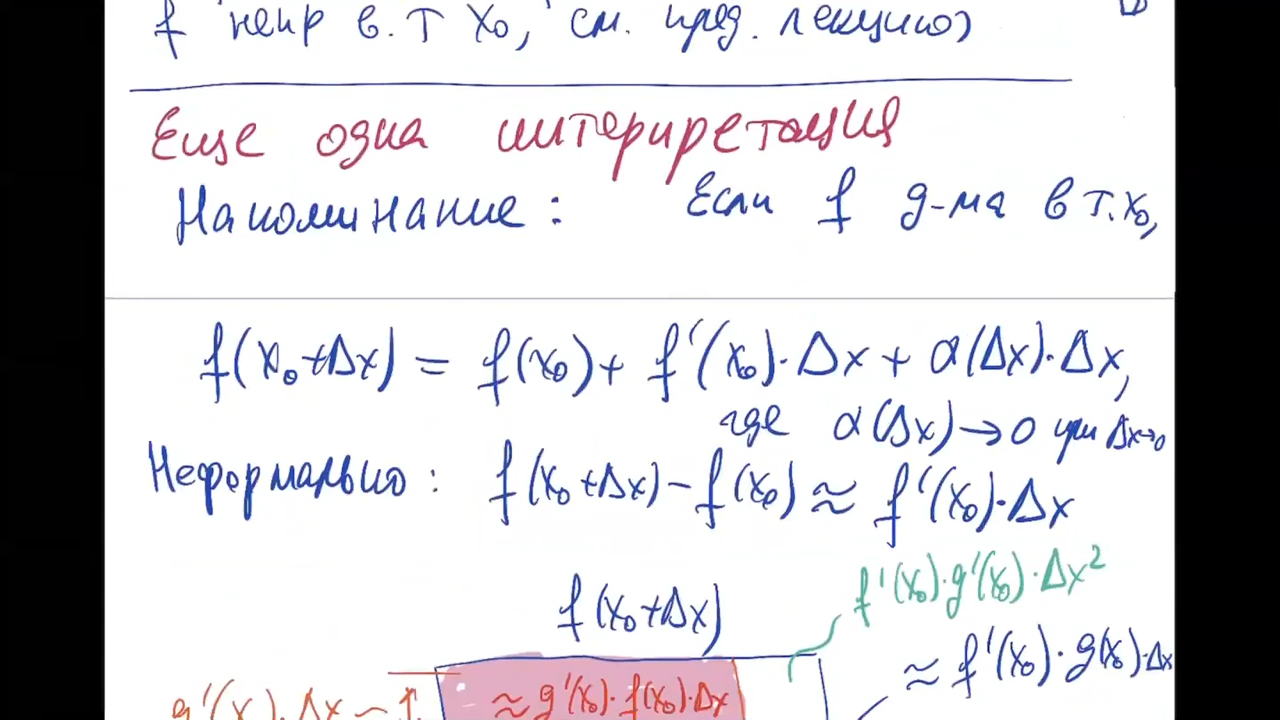 f непр в. т x₀, см. пред. лекцию)
Еще одна интерпретация
Напоминание: Если f д-ма в т. x₀,
f(x₀+Δx) = f(x₀) + f'(x₀)·Δx + α(Δx)·Δx,
где α(Δx)→0 при Δx→0
Неформально: f(x₀+Δx) - f(x₀) ≈ f'(x₀)·Δx
f'(x₀)·g'(x₀)·Δx²
f(x₀+Δx)
≈ f'(x₀)·g(x₀)·Δx
g'(x₀)·Δx ~
≈ g'(x₀)·f(x₀)·Δx